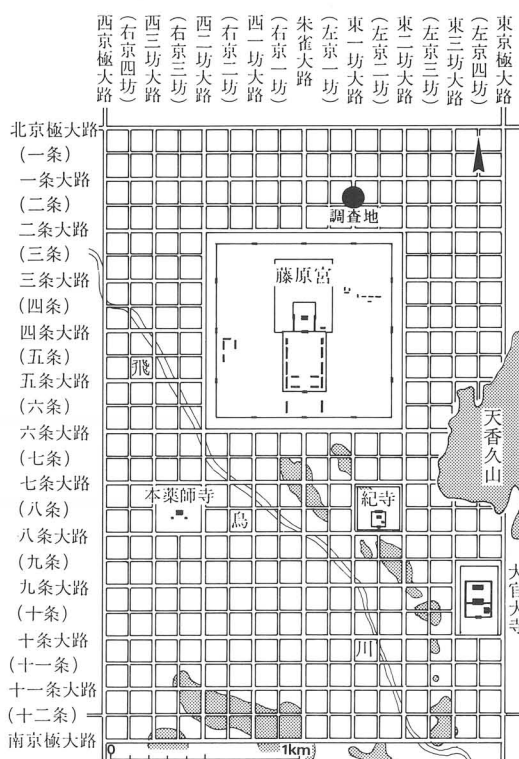 西京極大路
(右京四坊)
西三坊大路
(右京三坊)
西二坊大路
(右京二坊)
西一坊大路
(右京一坊)
朱雀大路
(左京一坊)
東一坊大路
(左京二坊)
東二坊大路
(左京三坊)
東三坊大路
(左京四坊)
東京極大路
北京極大路
(一条)
一条大路
(二条)
二条大路
(三条)
三条大路
(四条)
四条大路
(五条)
五条大路
(六条)
六条大路
(七条)
七条大路
(八条)
八条大路
(九条)
九条大路
(十条)
十条大路
(十一条)
十一条大路
(十二条)
南京極大路
調査地
藤原宮
飛
鳥
川
天香久山
本薬師寺
紀寺
大官大寺
0 1km